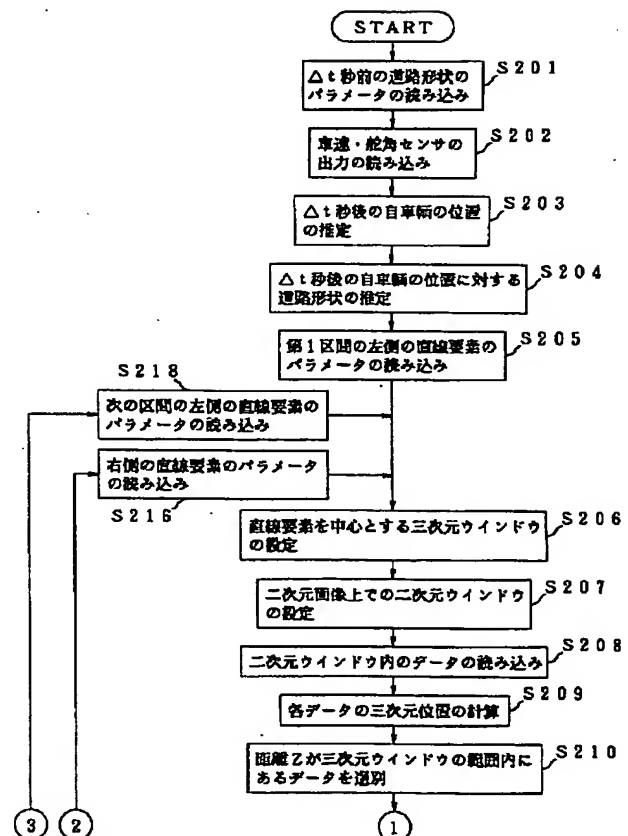 START
S201
△t秒前の道路形状の
パラメータの読み込み
S202
車速・舵角センサの
出力の読み込み
S203
△t秒後の自車輌の位置
の推定
S204
△t秒後の自車輌の位置に対する
道路形状の推定
S205
第1区間の左側の直線要素の
パラメータの読み込み
S218
次の区間の左側の直線要素の
パラメータの読み込み
右側の直線要素のパラメータ
の読み込み
S216
S206
直線要素を中心とする三次元ウインドウ
の設定
S207
二次元画像上での二次元ウインドウ
の設定
S208
二次元ウインドウ内のデータの読み込み
S209
各データの三次元位置の計算
S210
距離Zが三次元ウインドウの範囲内に
あるデータを選別
3 2 1